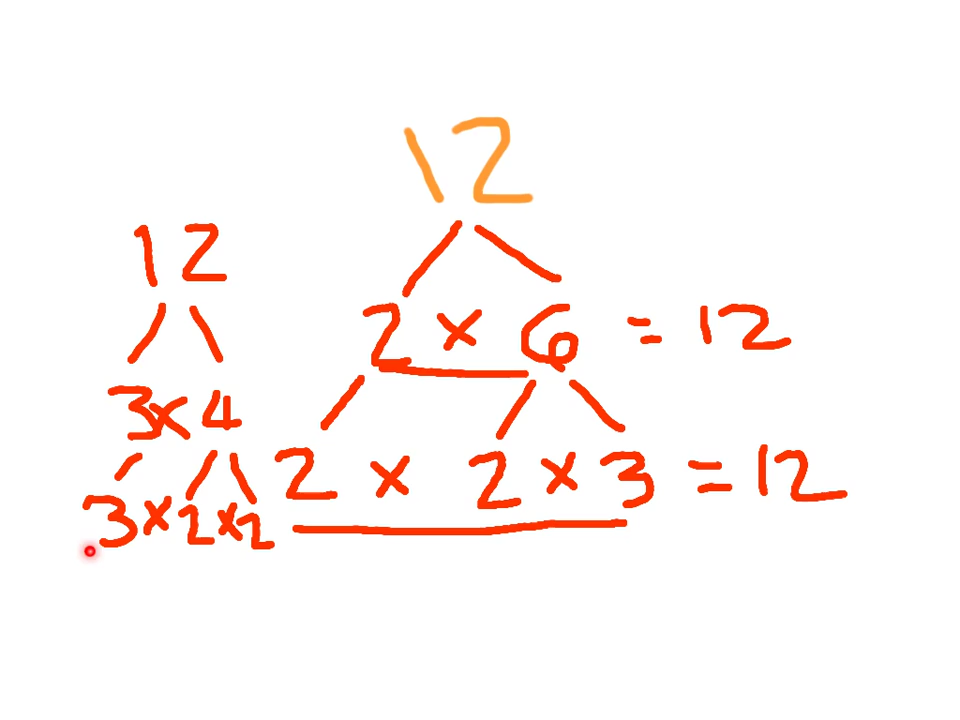 12
2 × 6 = 12
2 × 2 × 3 = 12
12
3×4
3×2×2